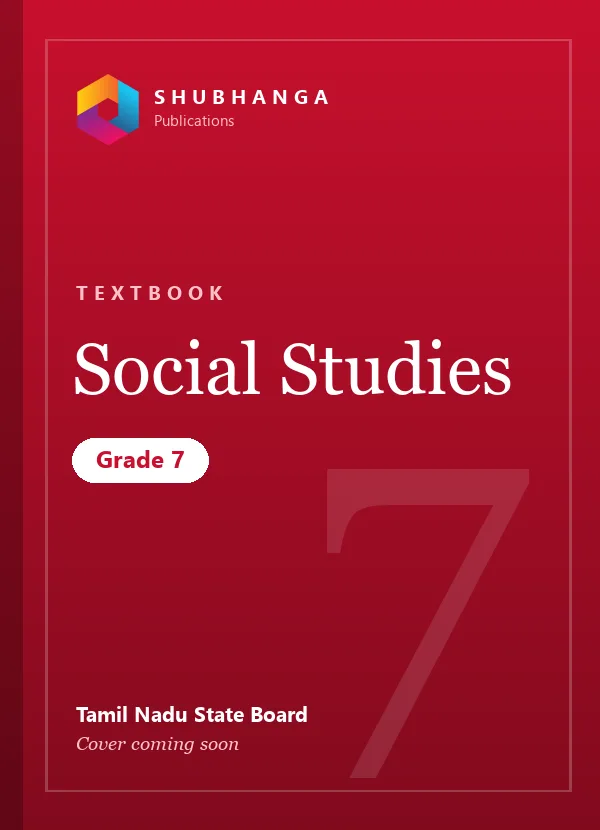 SHUBHANGA
Publications
TEXTBOOK
Social Studies
Grade 7
7
Tamil Nadu State Board
Cover coming soon